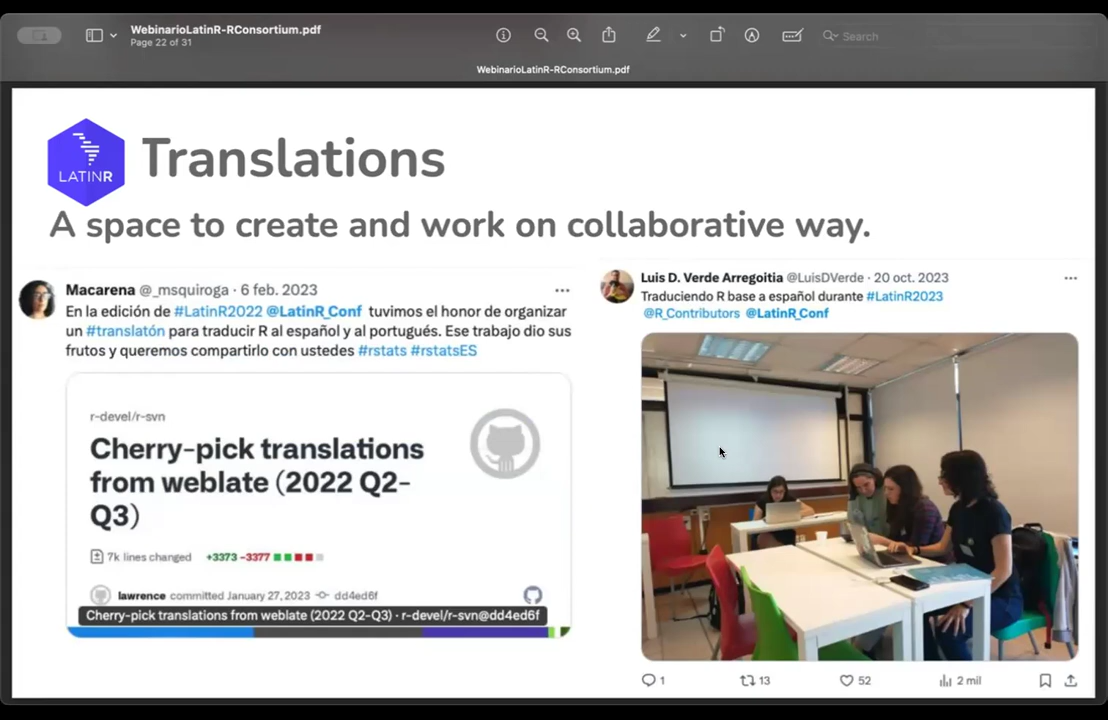 WebinarioLatinR-RConsortium.pdf
Page 22 of 31
Search
WebinarioLatinR-RConsortium.pdf
LATINR
Translations
A space to create and work on collaborative way.
Macarena @_msquiroga · 6 feb. 2023
En la edición de #LatinR2022 @LatinR_Conf tuvimos el honor de organizar
un #translatón para traducir R al español y al portugués. Ese trabajo dio sus
frutos y queremos compartirlo con ustedes #rstats #rstatsES
r-devel/r-svn
Cherry-pick translations
from weblate (2022 Q2-
Q3)
7k lines changed +3373 -3377
lawrence committed January 27, 2023 dd4ed6f
Cherry-pick translations from weblate (2022 Q2-Q3) · r-devel/r-svn@dd4ed6f
Luis D. Verde Arregoitia @LuisDVerde · 20 oct. 2023
Traduciendo R base a español durante #LatinR2023
@R_Contributors @LatinR_Conf
1 13 52 2 mil